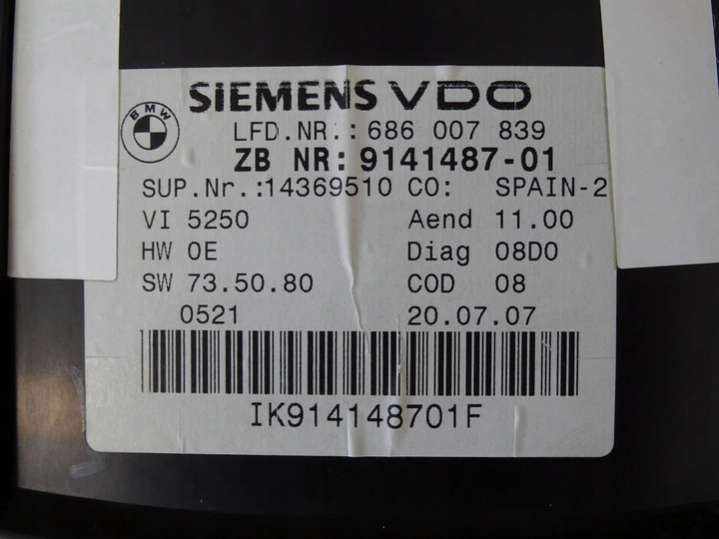 SIEMENS VDO
BMW
LFD.NR.: 686 007 839
ZB NR: 9141487-01
SUP.Nr.:14369510 CO: SPAIN-2
VI 5250 Aend 11.00
HW 0E Diag 08D0
SW 73.50.80 COD 08
0521 20.07.07
IK914148701F